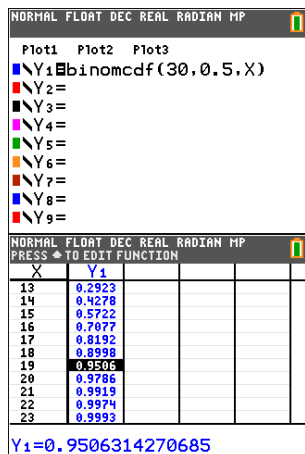 NORMAL FLOAT DEC REAL RADIAN MP
Plot1 Plot2 Plot3
\Y1=binomcdf(30,0.5,X)
\Y2=
\Y3=
\Y4=
\Y5=
\Y6=
\Y7=
\Y8=
\Y9=
NORMAL FLOAT DEC REAL RADIAN MP
PRESS ▲ TO EDIT FUNCTION
X Y1
13 0.2923
14 0.4278
15 0.5722
16 0.7077
17 0.8192
18 0.8998
19 0.9506
20 0.9786
21 0.9919
22 0.9974
23 0.9993
Y1=0.9506314270685